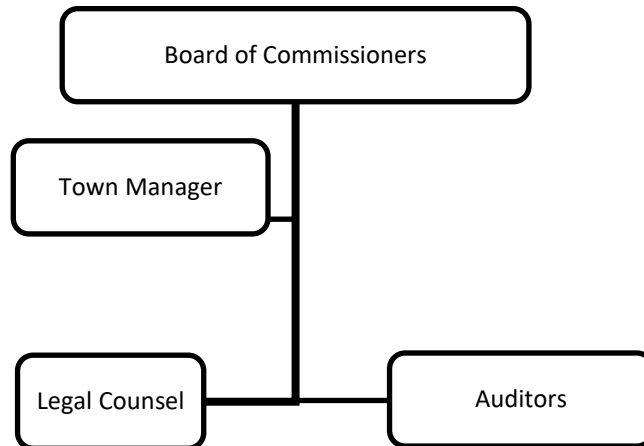 Board of Commissioners
Town Manager
Legal Counsel
Auditors